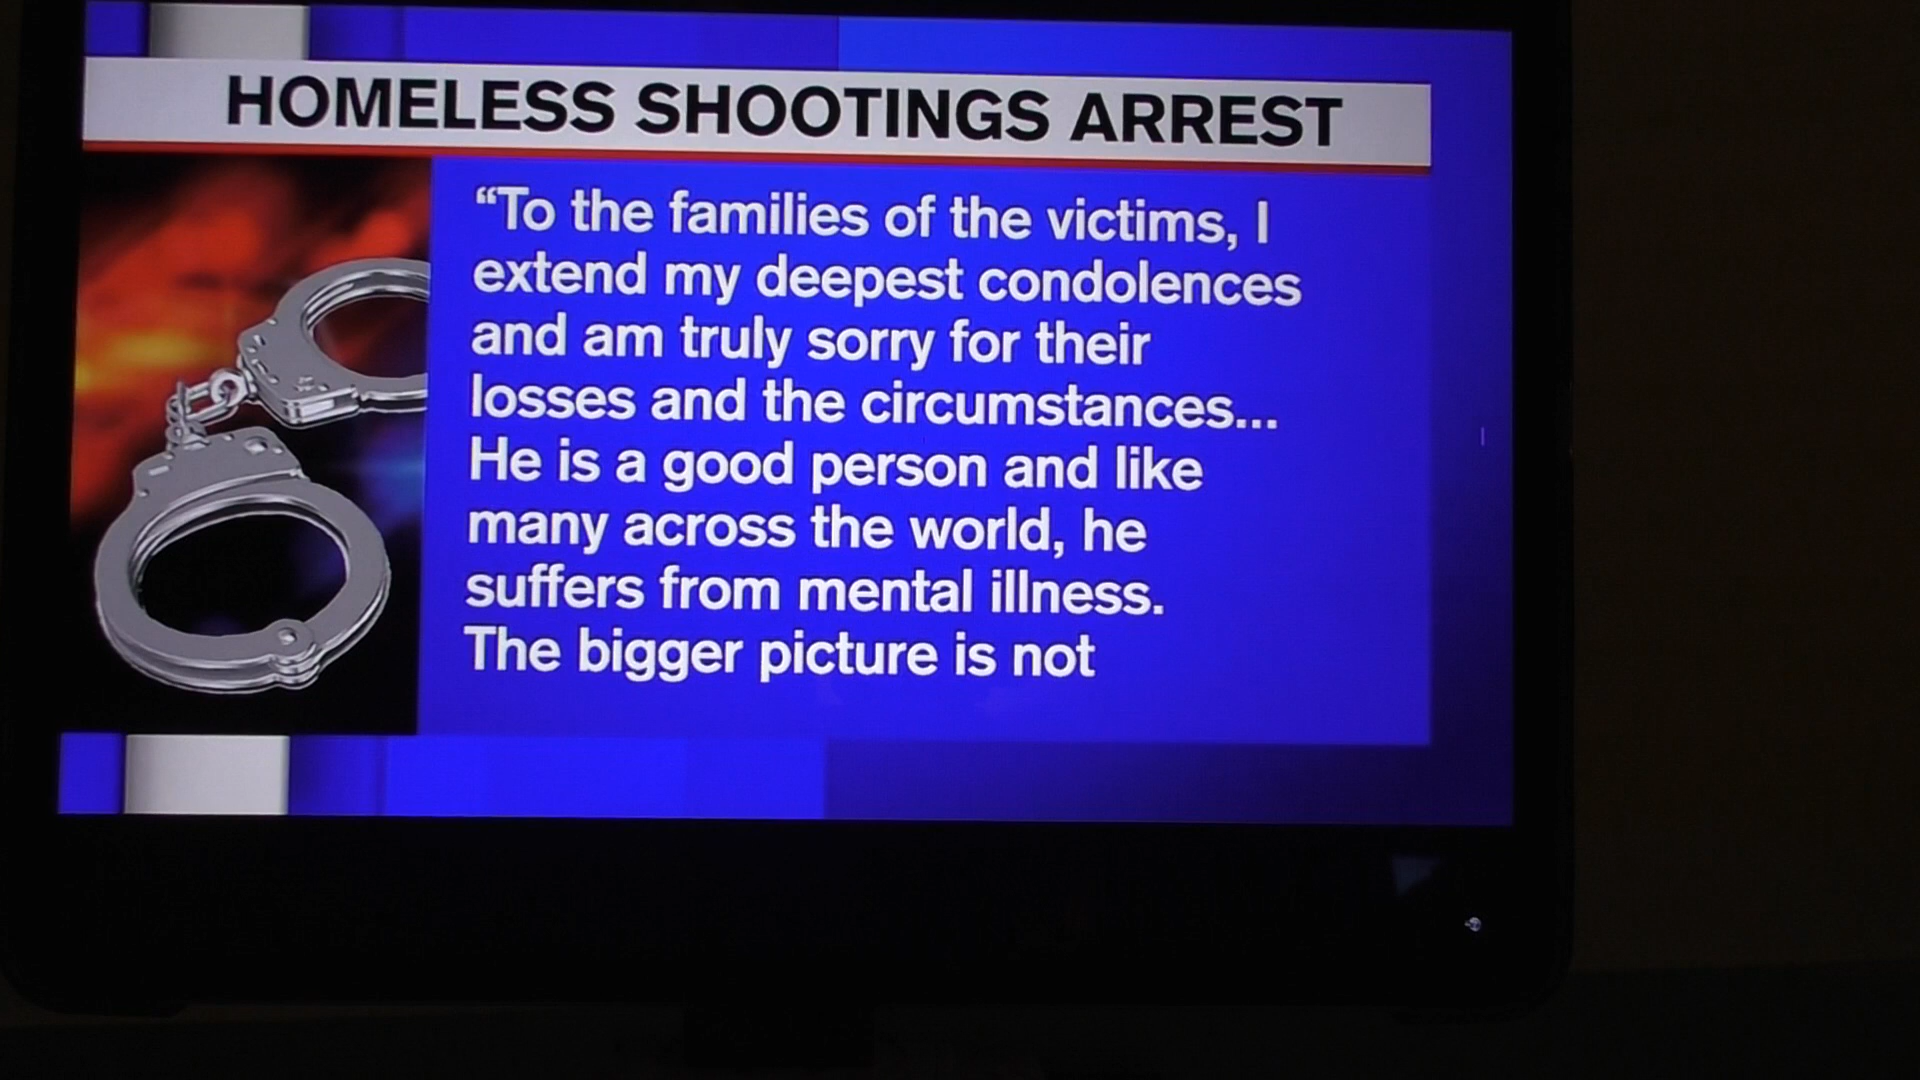 HOMELESS SHOOTINGS ARREST
“To the families of the victims, I
extend my deepest condolences
and am truly sorry for their
losses and the circumstances...
He is a good person and like
many across the world, he
suffers from mental illness.
The bigger picture is not